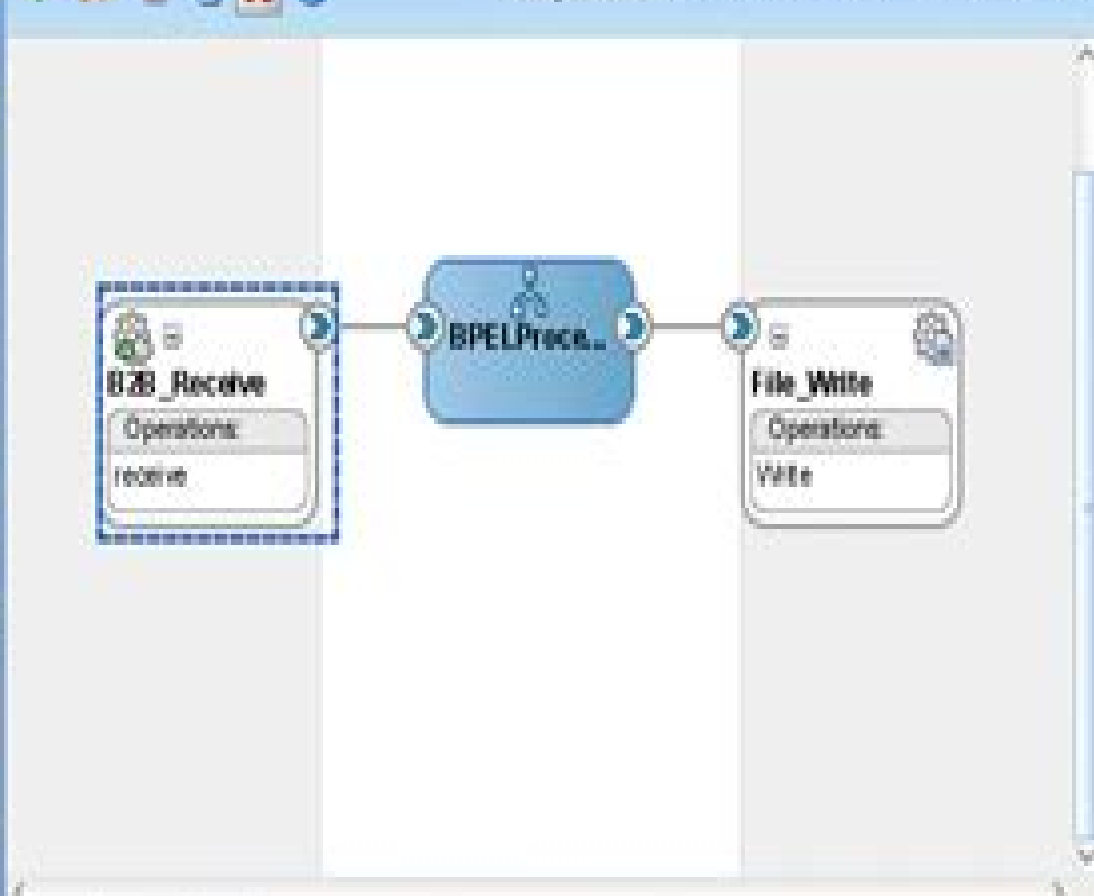 BPELProce...
B2B_Receive
Operations:
receive
File_Write
Operations:
Write